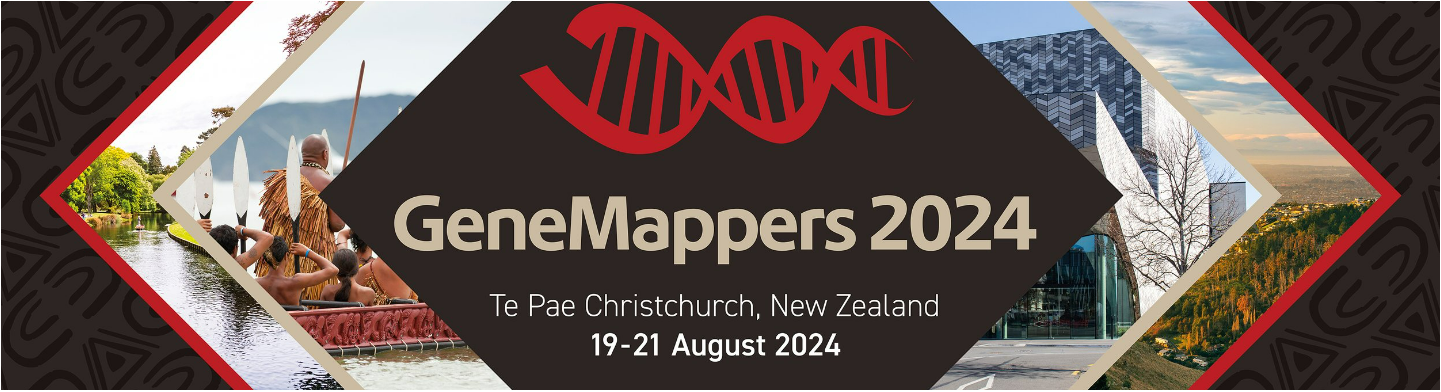 GeneMappers 2024
Te Pae Christchurch, New Zealand
19-21 August 2024